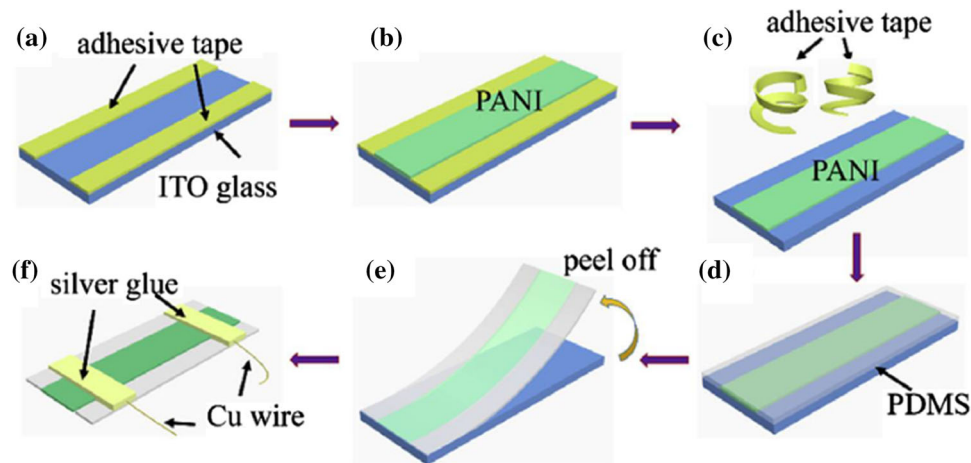 (a)
adhesive tape
ITO glass
(b)
PANI
(c)
adhesive tape
PANI
(d)
PDMS
(e)
peel off
(f)
silver glue
Cu wire